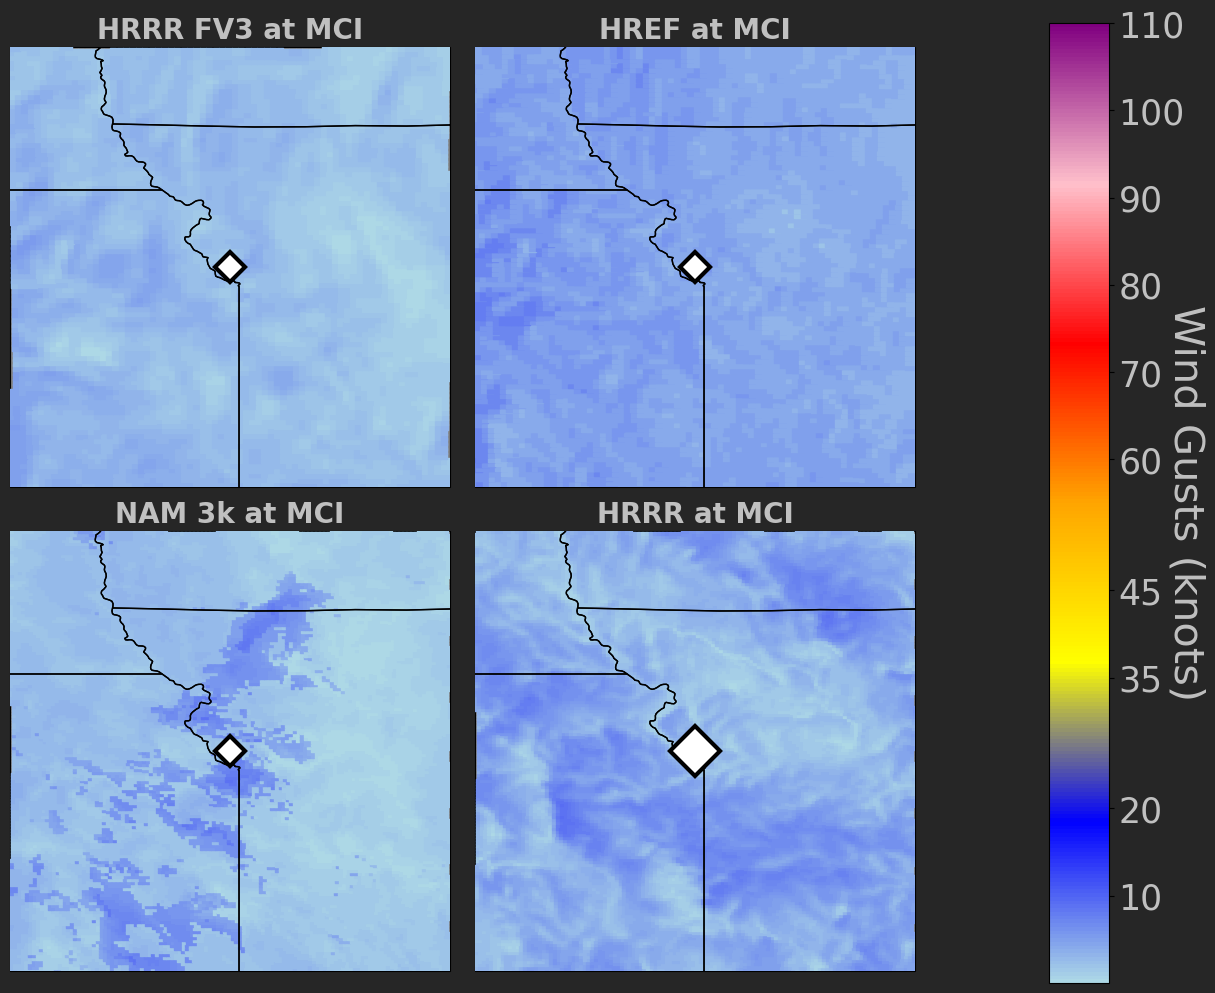 HRRR FV3 at MCI
HREF at MCI
NAM 3k at MCI
HRRR at MCI
110
100
90
80
70
60
45
35
20
10
Wind Gusts (knots)